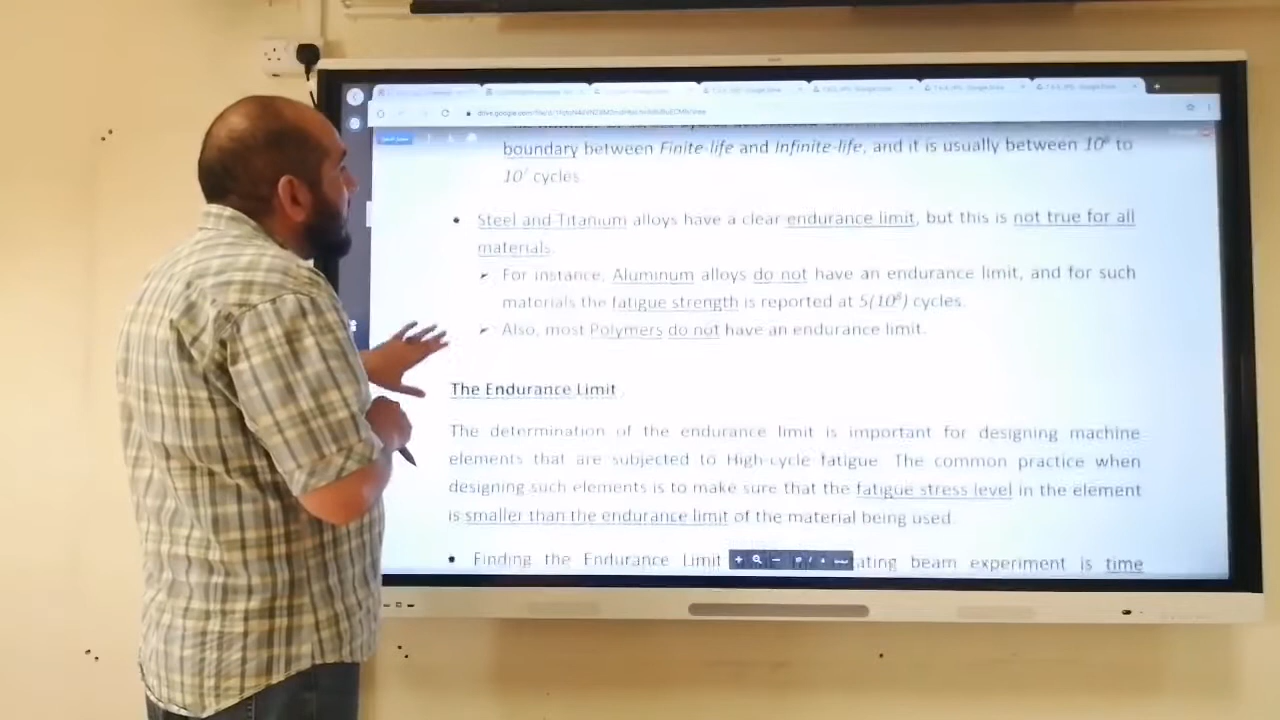 boundary between Finite-life and Infinite-life, and it is usually between 10⁶ to
10⁷ cycles
• Steel and Titanium alloys have a clear endurance limit, but this is not true for all
materials.
For instance, Aluminum alloys do not have an endurance limit, and for such
materials the fatigue strength is reported at 5(10⁸) cycles.
Also, most Polymers do not have an endurance limit.
The Endurance Limit
The determination of the endurance limit is important for designing machine
elements that are subjected to High-cycle fatigue. The common practice when
designing such elements is to make sure that the fatigue stress level in the element
is smaller than the endurance limit of the material being used.
• Finding the Endurance Limit ating beam experiment is time